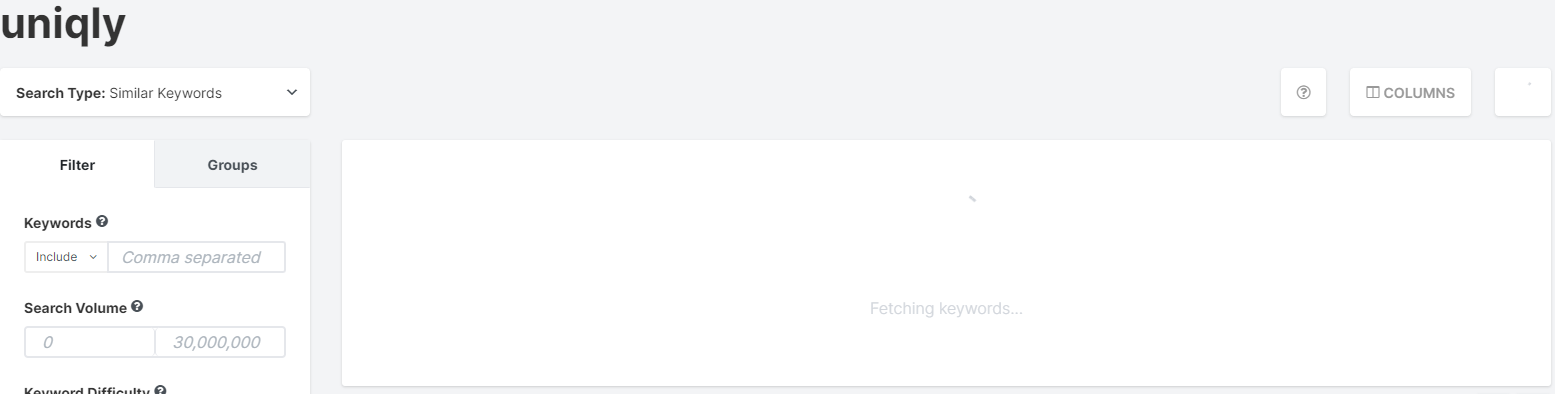 uniqly
Search Type: Similar Keywords
COLUMNS
Filter
Groups
Keywords
Include
Comma separated
Search Volume
0
30,000,000
Fetching keywords...
Keyword Difficulty